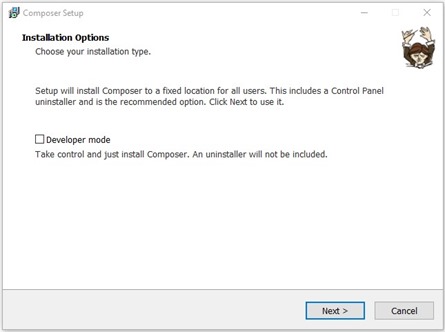 Composer Setup
Installation Options
Choose your installation type.
Setup will install Composer to a fixed location for all users. This includes a Control Panel
uninstaller and is the recommended option. Click Next to use it.
Developer mode
Take control and just install Composer. An uninstaller will not be included.
Next >
Cancel